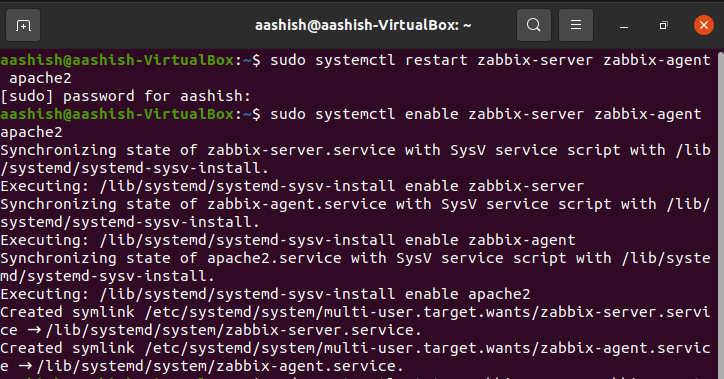 aashish@aashish-VirtualBox: ~
aashish@aashish-VirtualBox:~$ sudo systemctl restart zabbix-server zabbix-agent
apache2
[sudo] password for aashish:
aashish@aashish-VirtualBox:~$ sudo systemctl enable zabbix-server zabbix-agent
apache2
Synchronizing state of zabbix-server.service with SysV service script with /lib
/systemd/systemd-sysv-install.
Executing: /lib/systemd/systemd-sysv-install enable zabbix-server
Synchronizing state of zabbix-agent.service with SysV service script with /lib/
systemd/systemd-sysv-install.
Executing: /lib/systemd/systemd-sysv-install enable zabbix-agent
Synchronizing state of apache2.service with SysV service script with /lib/syste
md/systemd-sysv-install.
Executing: /lib/systemd/systemd-sysv-install enable apache2
Created symlink /etc/systemd/system/multi-user.target.wants/zabbix-server.servi
ce → /lib/systemd/system/zabbix-server.service.
Created symlink /etc/systemd/system/multi-user.target.wants/zabbix-agent.servic
e → /lib/systemd/system/zabbix-agent.service.